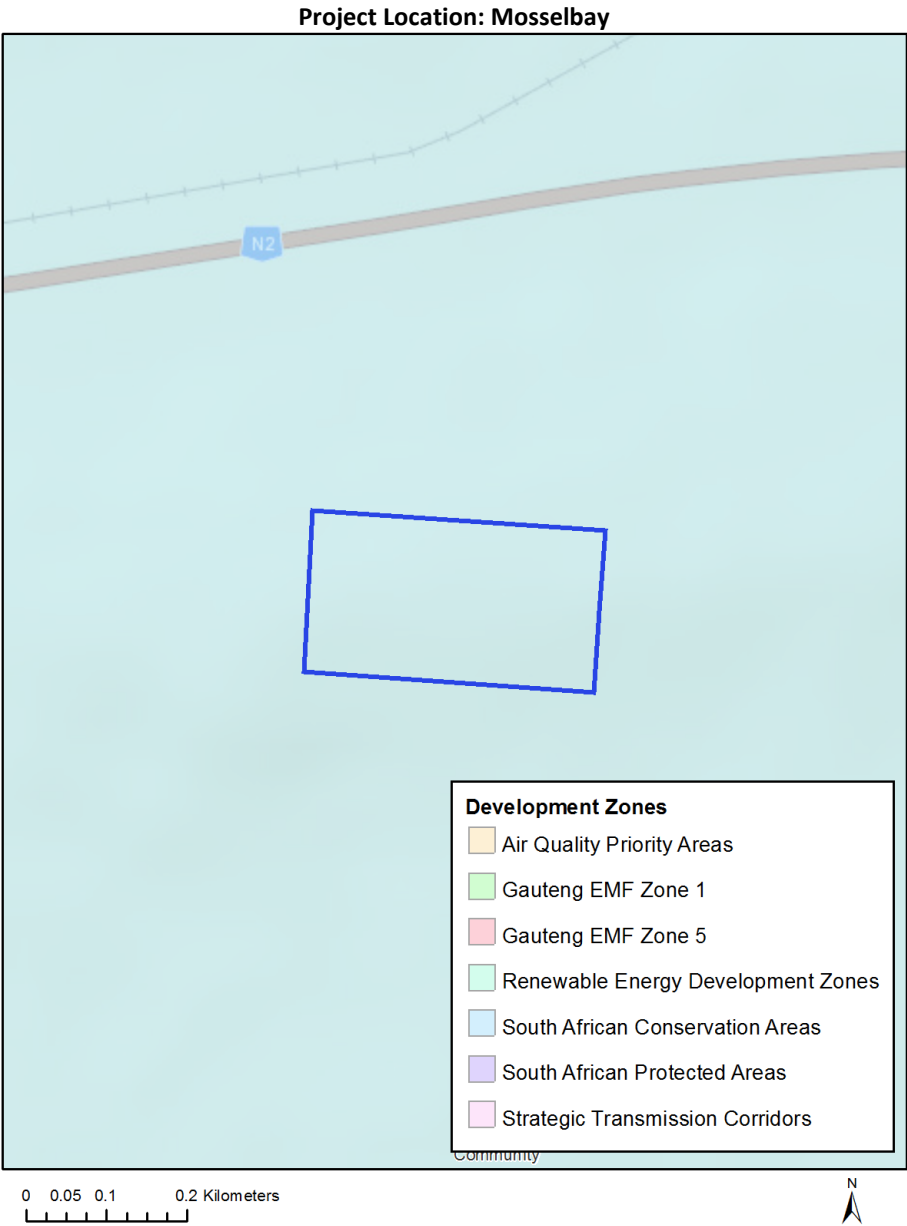 Project Location: Mosselbay
N2
Development Zones
Air Quality Priority Areas
Gauteng EMF Zone 1
Gauteng EMF Zone 5
Renewable Energy Development Zones
South African Conservation Areas
South African Protected Areas
Strategic Transmission Corridors
Community
0 0.05 0.1 0.2 Kilometers
N